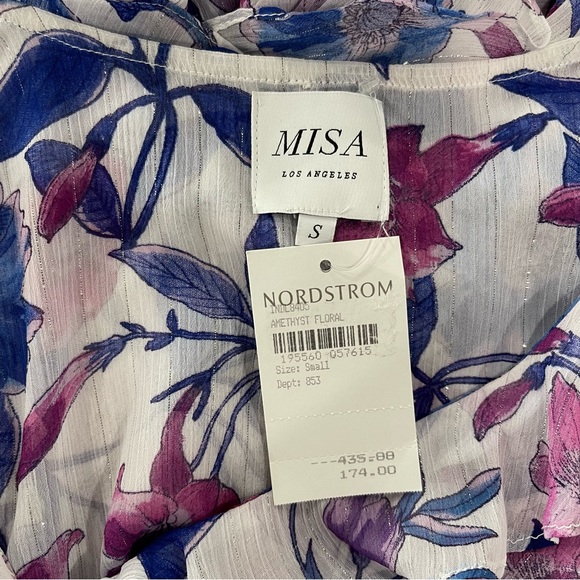 MISA
LOS ANGELES
S
NORDSTROM
AMETHYST FLORAL
195560 057615
Size: Small
Dept: 853
---435.00
174.00